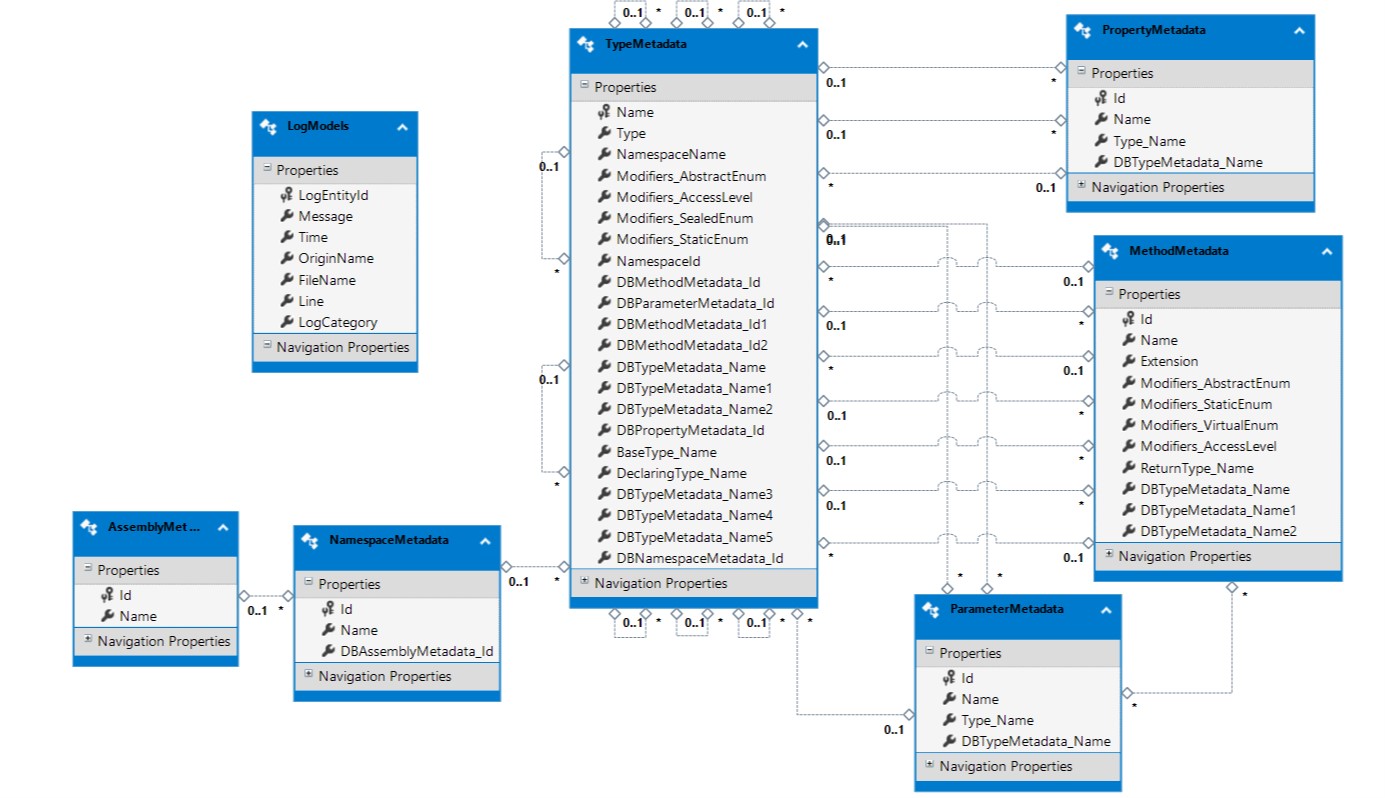 0..1 * 0..1 * 0..1 *
TypeMetadata
Properties
Name
Type
NamespaceName
Modifiers_AbstractEnum
Modifiers_AccessLevel
Modifiers_SealedEnum
Modifiers_StaticEnum
NamespaceId
DBMethodMetadata_Id
DBParameterMetadata_Id
DBMethodMetadata_Id1
DBMethodMetadata_Id2
DBTypeMetadata_Name
DBTypeMetadata_Name1
DBTypeMetadata_Name2
DBPropertyMetadata_Id
BaseType_Name
DeclaringType_Name
DBTypeMetadata_Name3
DBTypeMetadata_Name4
DBTypeMetadata_Name5
DBNamespaceMetadata_Id
Navigation Properties
0..1 * 0..1 * 0..1 * *
0..1
*
0..1
*
PropertyMetadata
Properties
Id
Name
Type_Name
DBTypeMetadata_Name
Navigation Properties
0..1 *
0..1 *
* 0..1
0..1
LogModels
Properties
LogEntityId
Message
Time
OriginName
FileName
Line
LogCategory
Navigation Properties
MethodMetadata
Properties
Id
Name
Extension
Modifiers_AbstractEnum
Modifiers_StaticEnum
Modifiers_VirtualEnum
Modifiers_AccessLevel
ReturnType_Name
DBTypeMetadata_Name
DBTypeMetadata_Name1
DBTypeMetadata_Name2
Navigation Properties
* 0..1
0..1 *
* 0..1
0..1 *
0..1 *
0..1 *
* 0..1
AssemblyMet ...
Properties
Id
Name
Navigation Properties
0..1 *
NamespaceMetadata
Properties
Id
Name
DBAssemblyMetadata_Id
Navigation Properties
0..1 *
* *
ParameterMetadata
Properties
Id
Name
Type_Name
DBTypeMetadata_Name
Navigation Properties
0..1
*
*